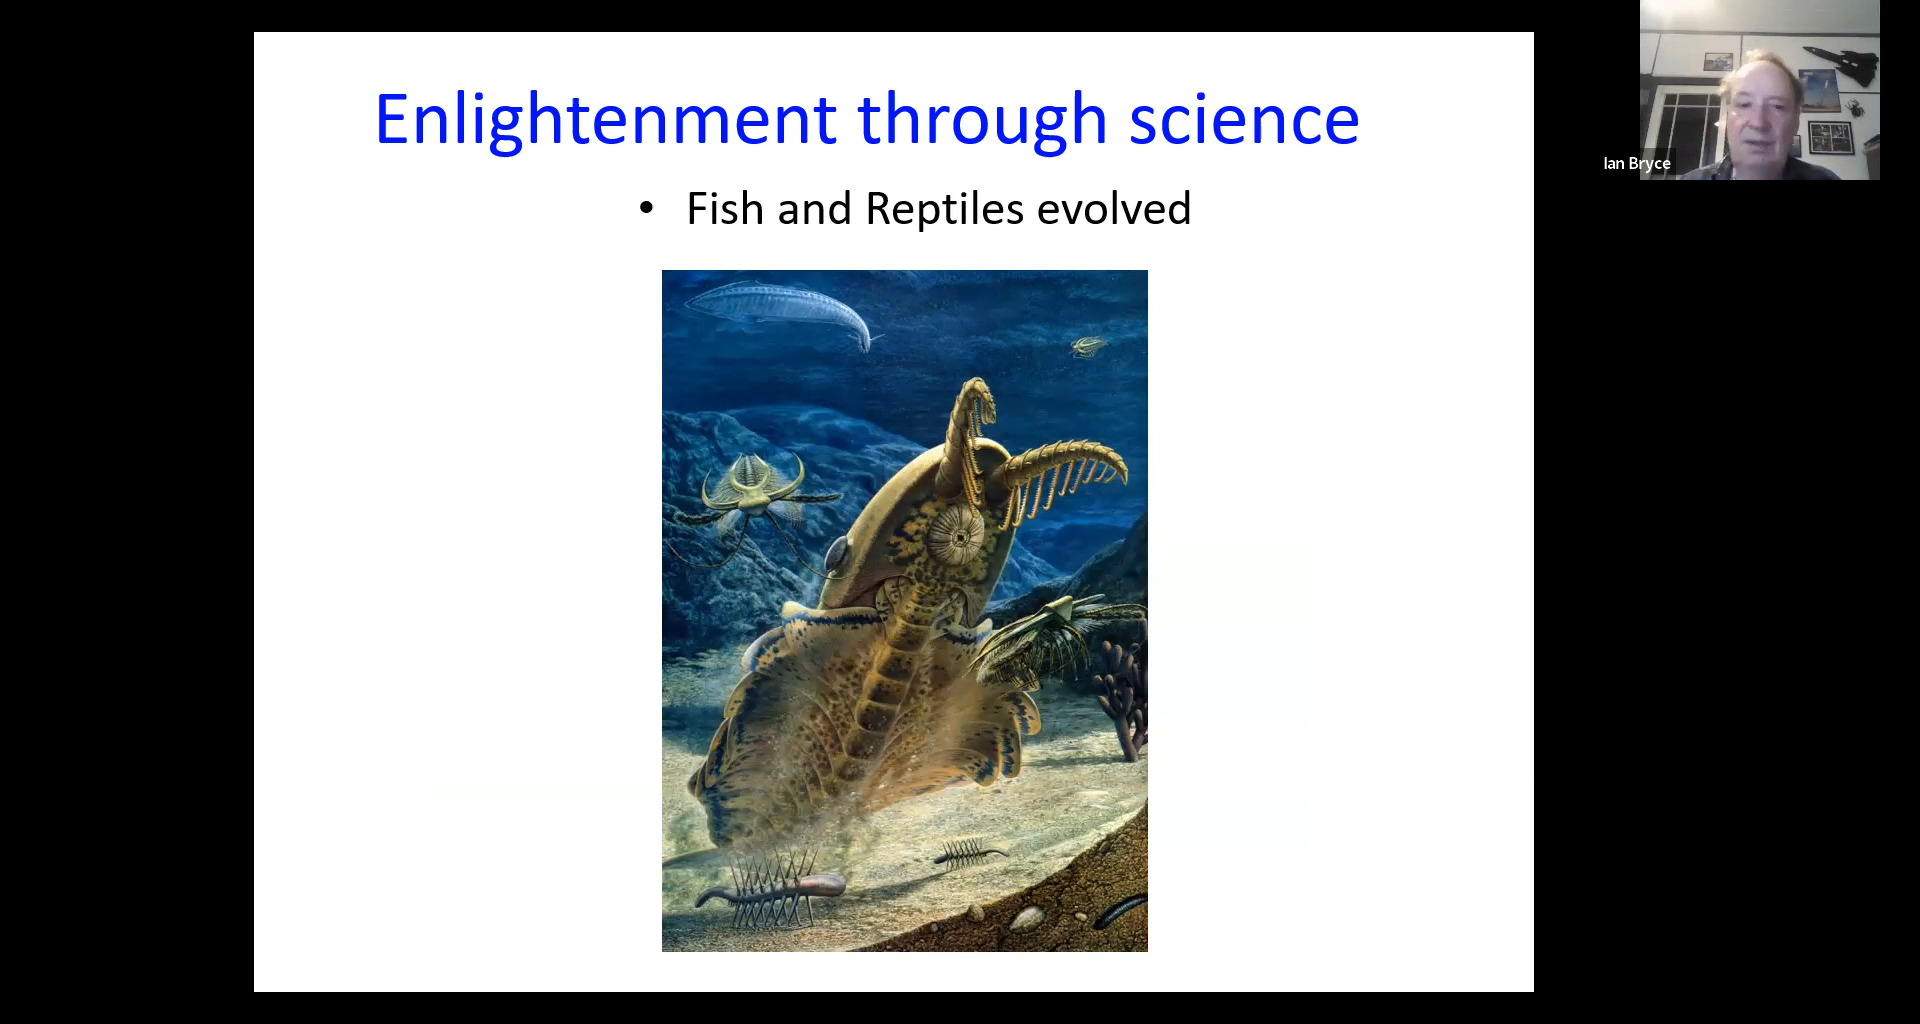 Enlightenment through science
• Fish and Reptiles evolved
Ian Bryce